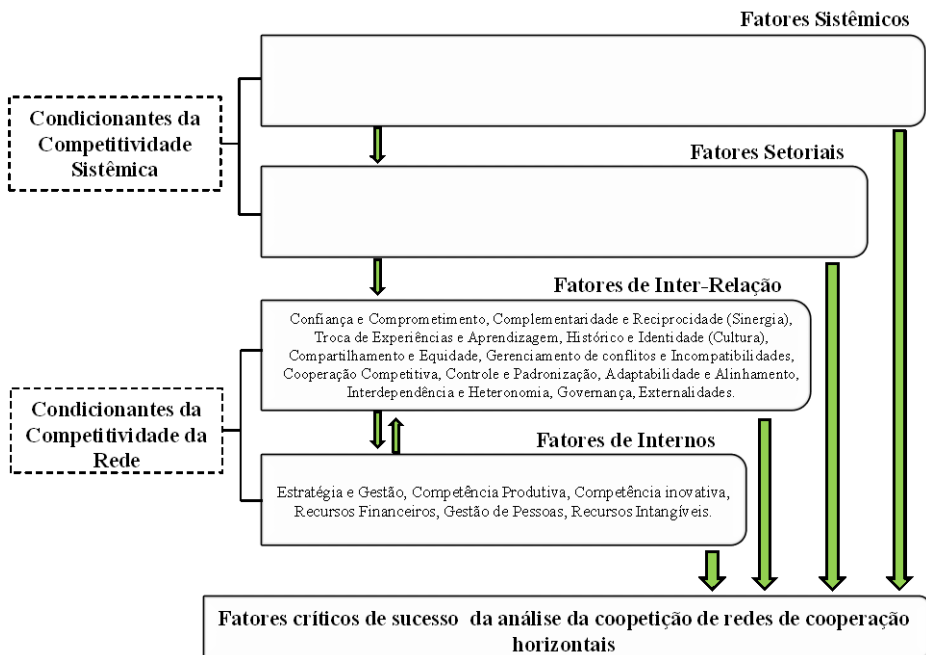 Fatores Sistêmicos
Condicionantes da
Competitividade
Sistêmica
Fatores Setoriais
Fatores de Inter-Relação
Confiança e Comprometimento, Complementaridade e Reciprocidade (Sinergia),
Troca de Experiências e Aprendizagem, Histórico e Identidade (Cultura),
Compartilhamento e Equidade, Gerenciamento de conflitos e Incompatibilidades,
Cooperação Competitiva, Controle e Padronização, Adaptabilidade e Alinhamento,
Interdependência e Heteronomia, Governança, Externalidades.
Condicionantes da
Competitividade da
Rede
Fatores de Internos
Estratégia e Gestão, Competência Produtiva, Competência inovativa,
Recursos Financeiros, Gestão de Pessoas, Recursos Intangíveis.
Fatores críticos de sucesso da análise da coopetição de redes de cooperação
horizontais